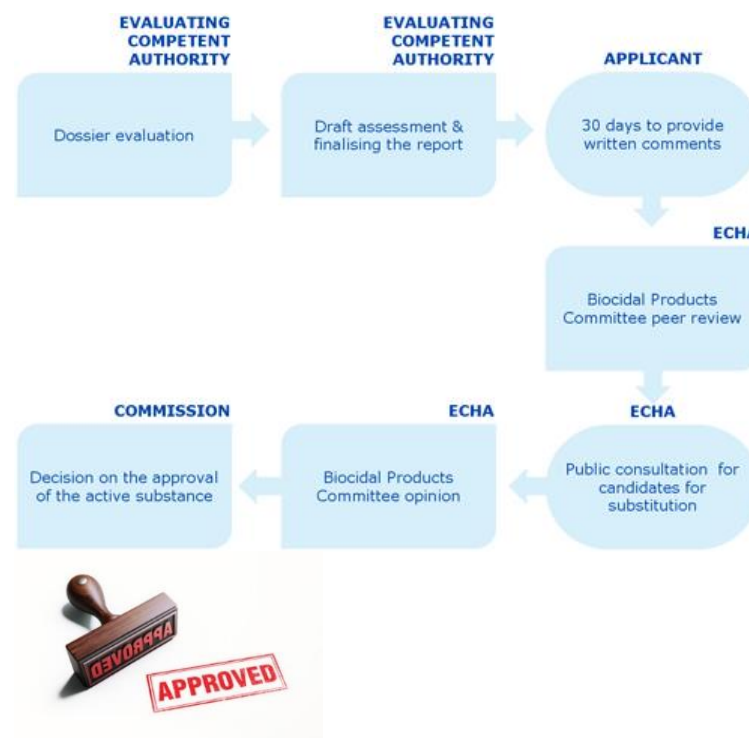 EVALUATING
COMPETENT
AUTHORITY
Dossier evaluation
EVALUATING
COMPETENT
AUTHORITY
Draft assessment &
finalising the report
APPLICANT
30 days to provide
written comments
ECHA
Biocidal Products
Committee peer review
ECHA
Public consultation for
candidates for
substitution
ECHA
Biocidal Products
Committee opinion
COMMISSION
Decision on the approval
of the active substance
APPROVED
APPROVED